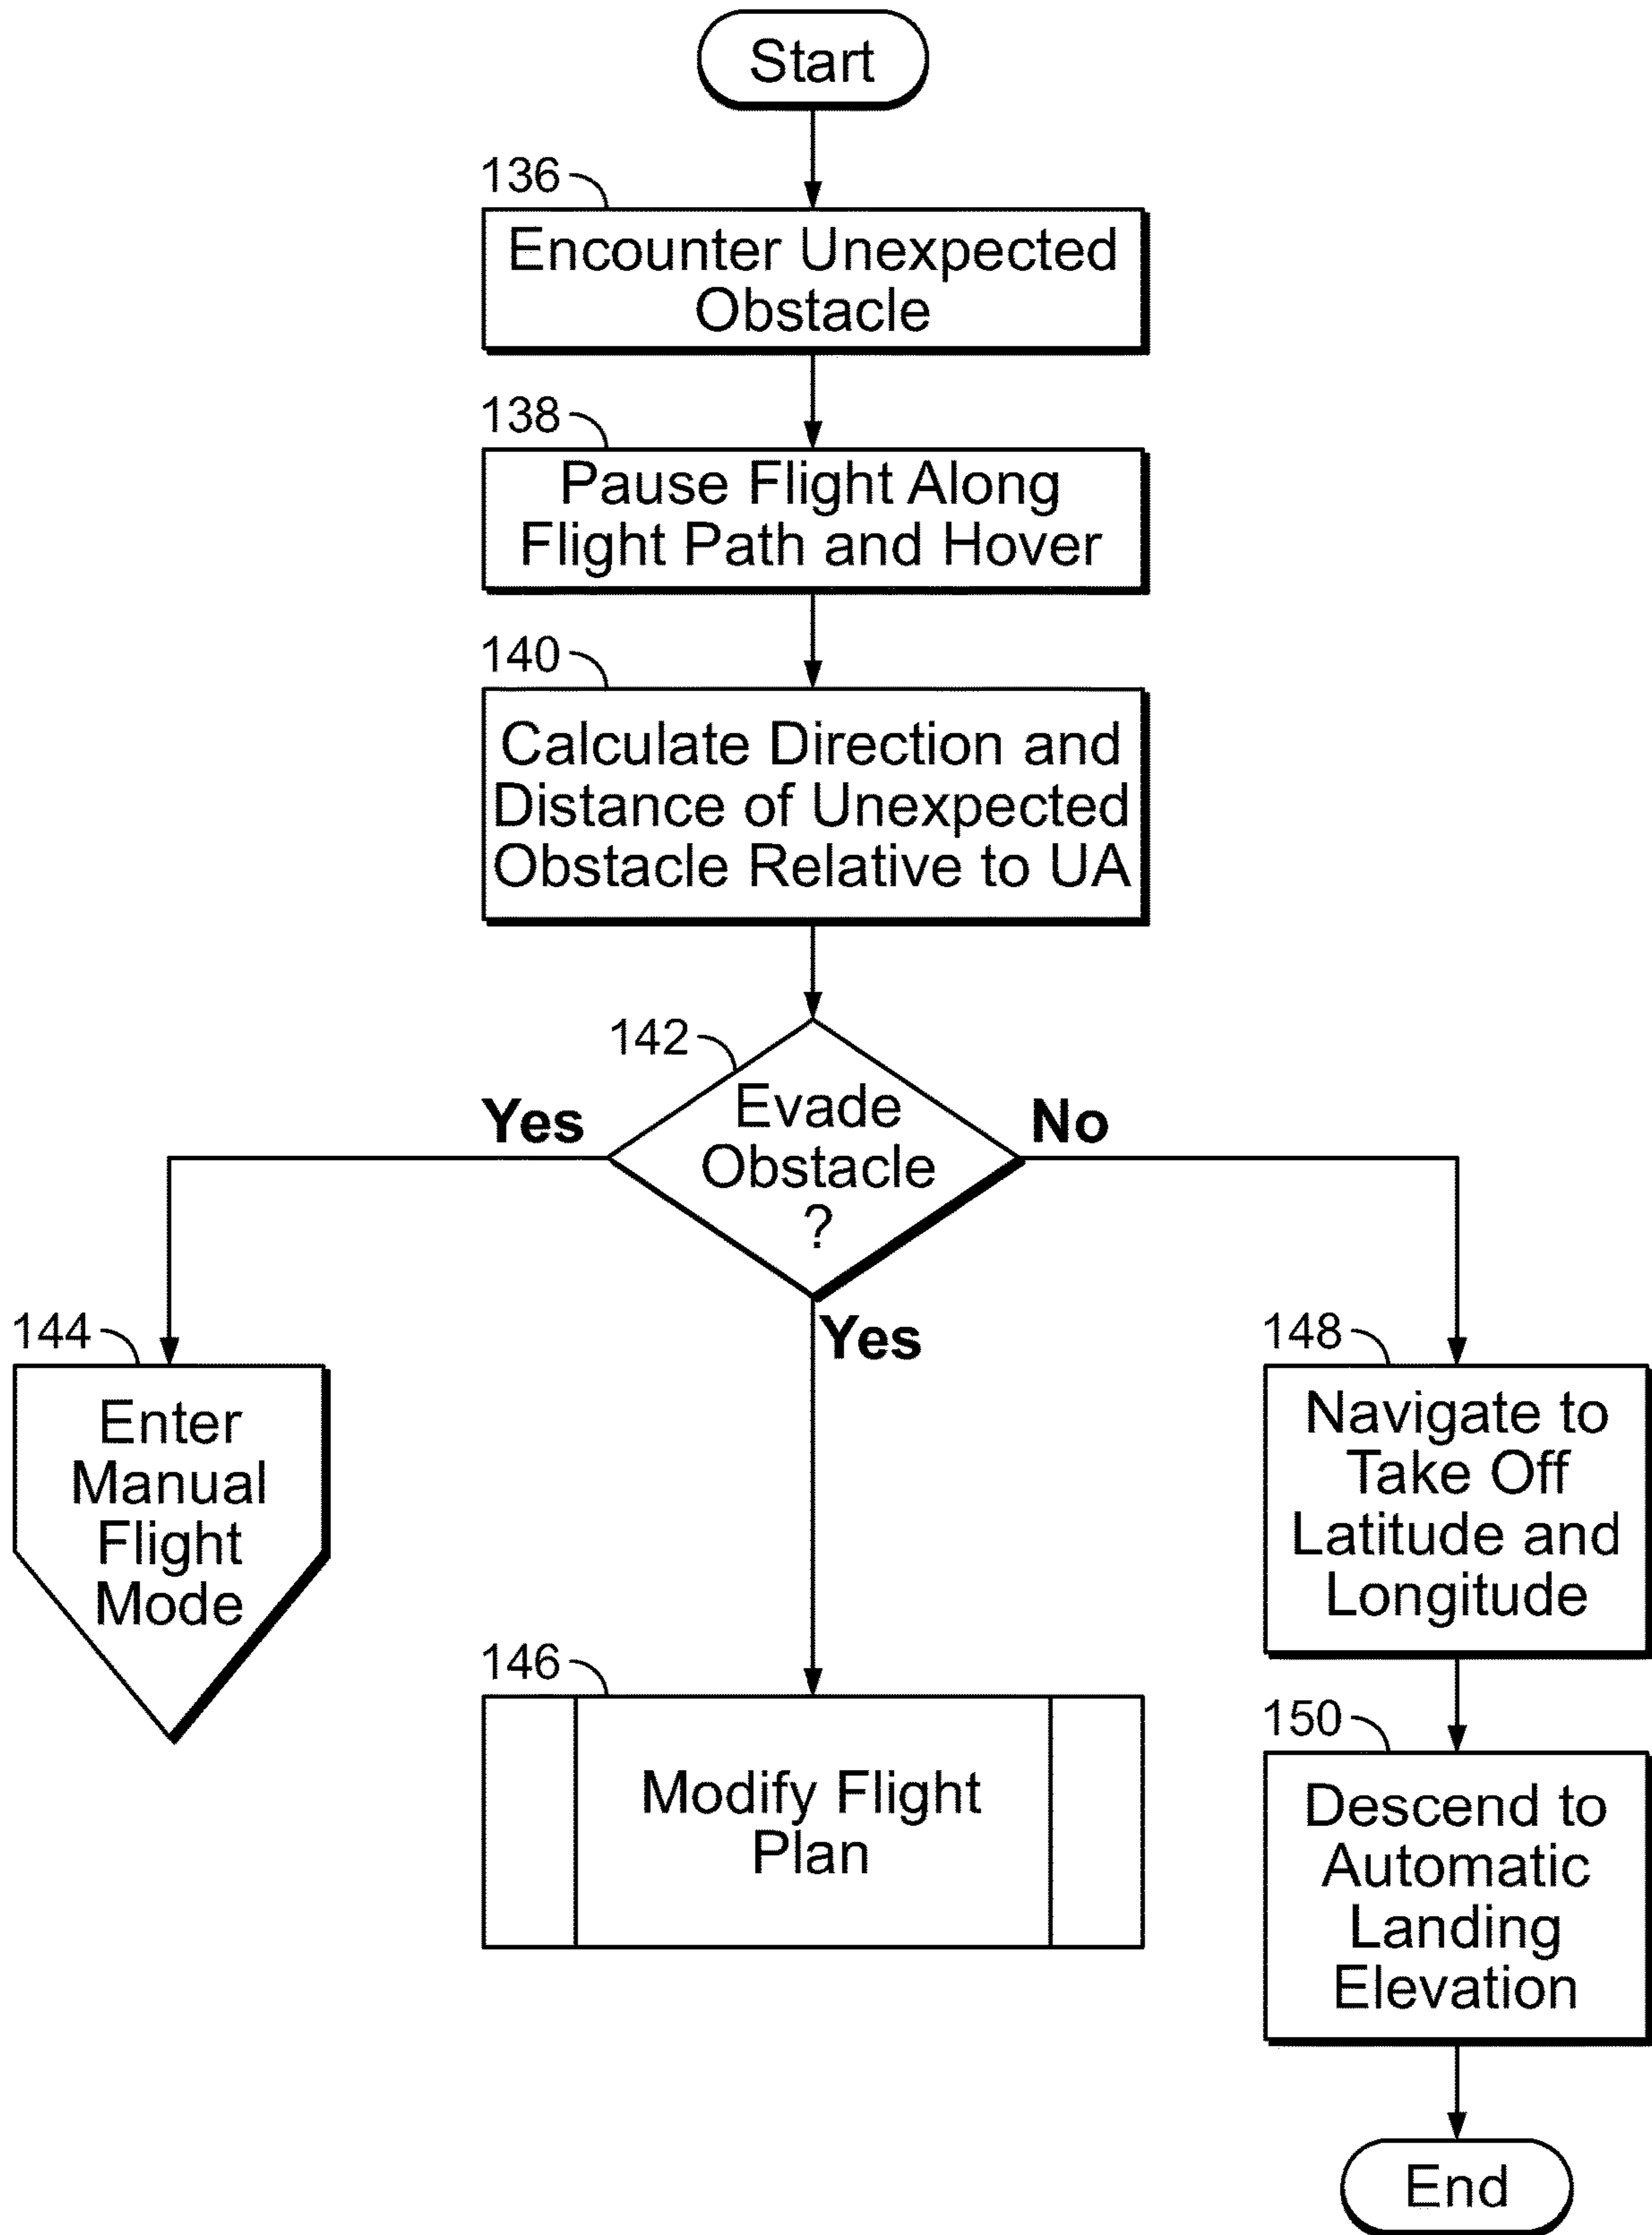 Start
136
Encounter Unexpected
Obstacle
138
Pause Flight Along
Flight Path and Hover
140
Calculate Direction and
Distance of Unexpected
Obstacle Relative to UA
142
Evade
Obstacle
?
Yes
No
Yes
144
Enter
Manual
Flight
Mode
146
Modify Flight
Plan
148
Navigate to
Take Off
Latitude and
Longitude
150
Descend to
Automatic
Landing
Elevation
End